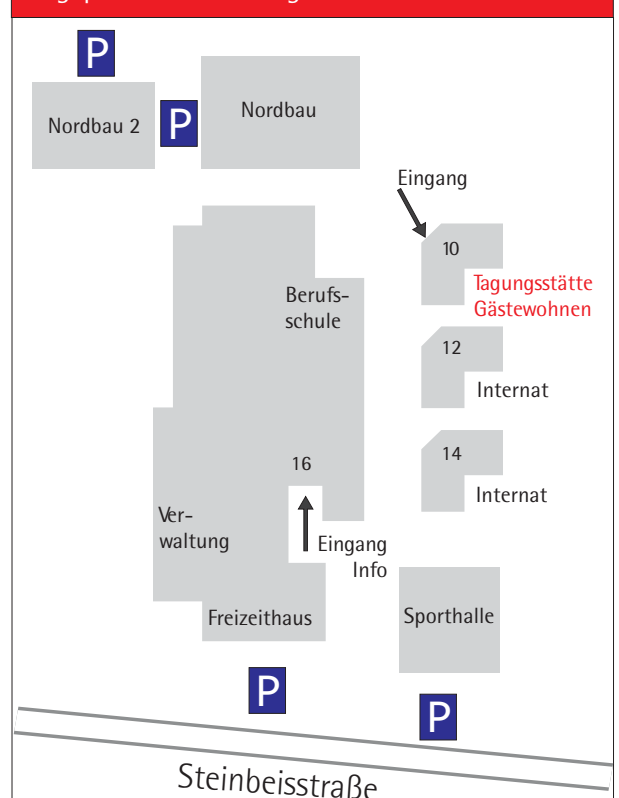 P
Nordbau
Nordbau 2
P
Eingang
10
Tagungsstätte
Gästewohnen
Berufs-
schule
12
Internat
14
16
Internat
Ver-
waltung
Eingang
Info
Freizeithaus
Sporthalle
P
P
Steinbeisstraße